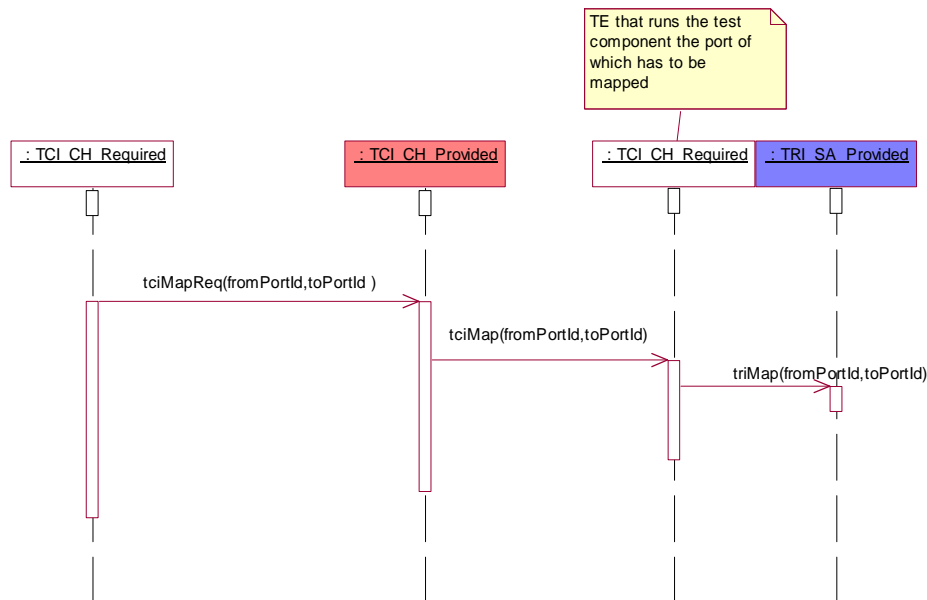 TE that runs the test
component the port of
which has to be
mapped
: TCI_CH_Required
: TCI_CH_Provided
: TCI_CH_Required
: TRI_SA_Provided
tciMapReq(fromPortId,toPortId )
tciMap(fromPortId,toPortId)
triMap(fromPortId,toPortId)